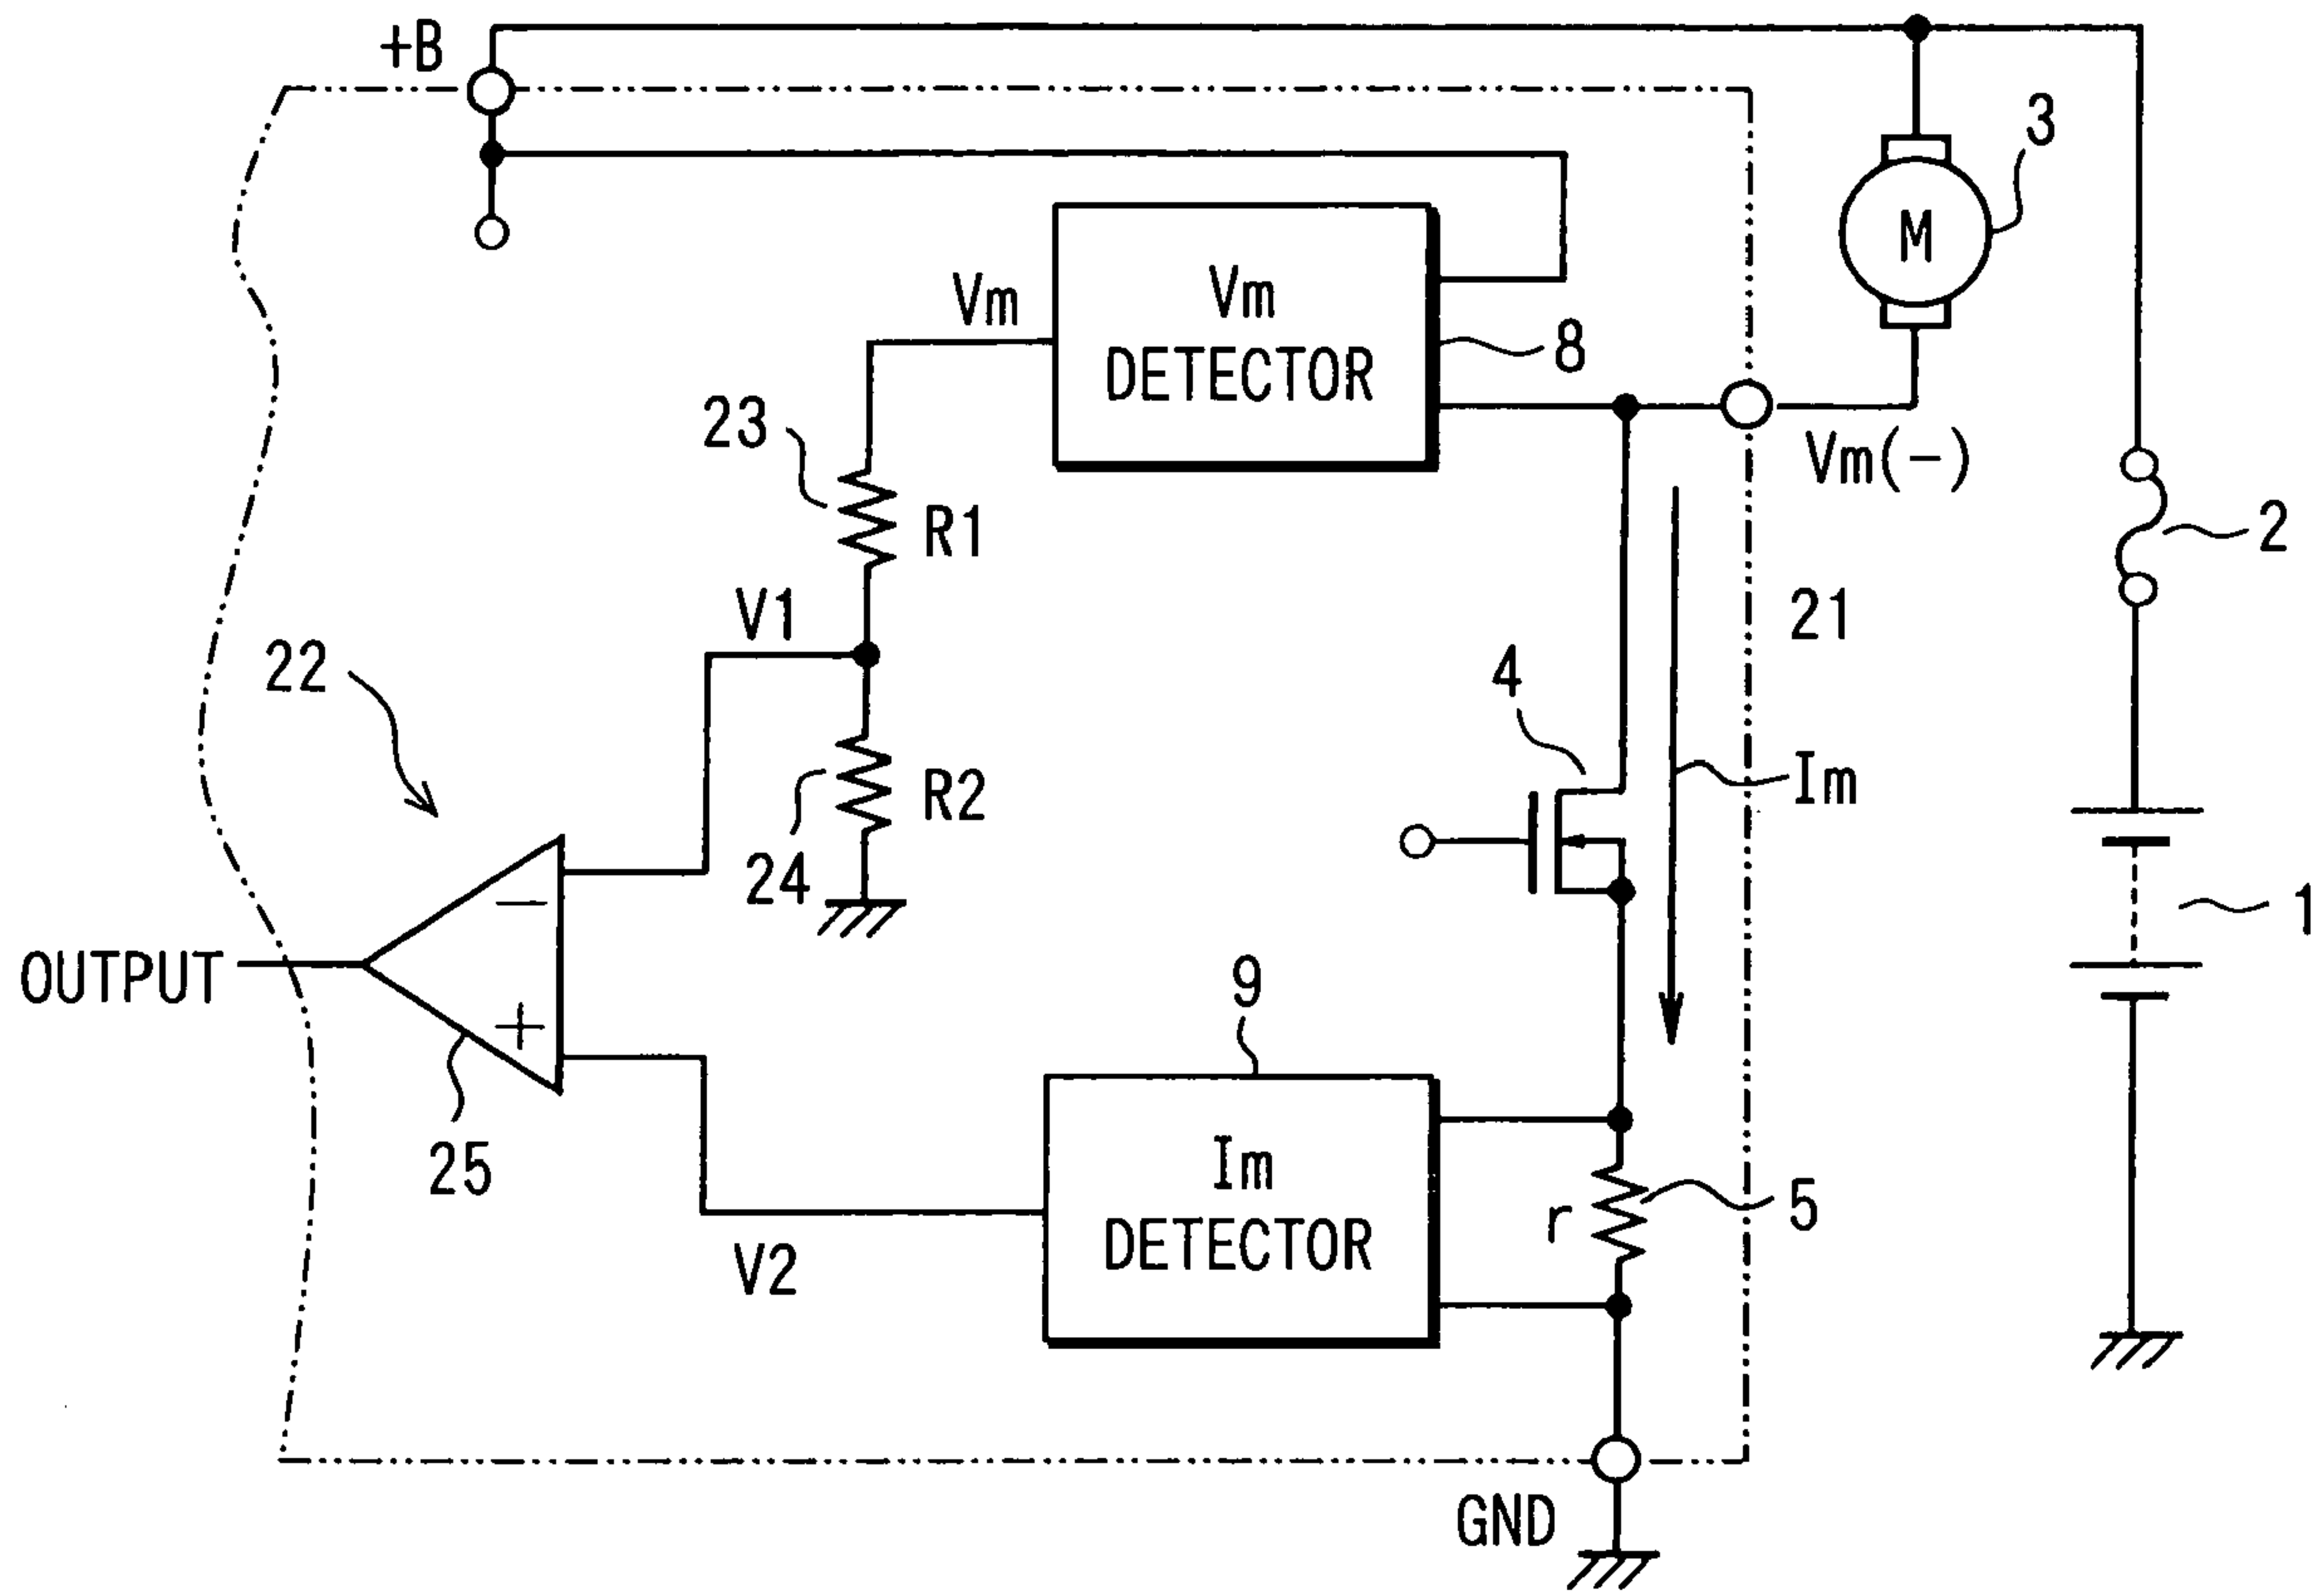 +B
3
M
Vm
Vm
DETECTOR
8
23
R1
Vm(-)
2
V1
21
22
4
R2
Im
24
1
−
OUTPUT
9
+
25
Im
DETECTOR
r
5
V2
GND